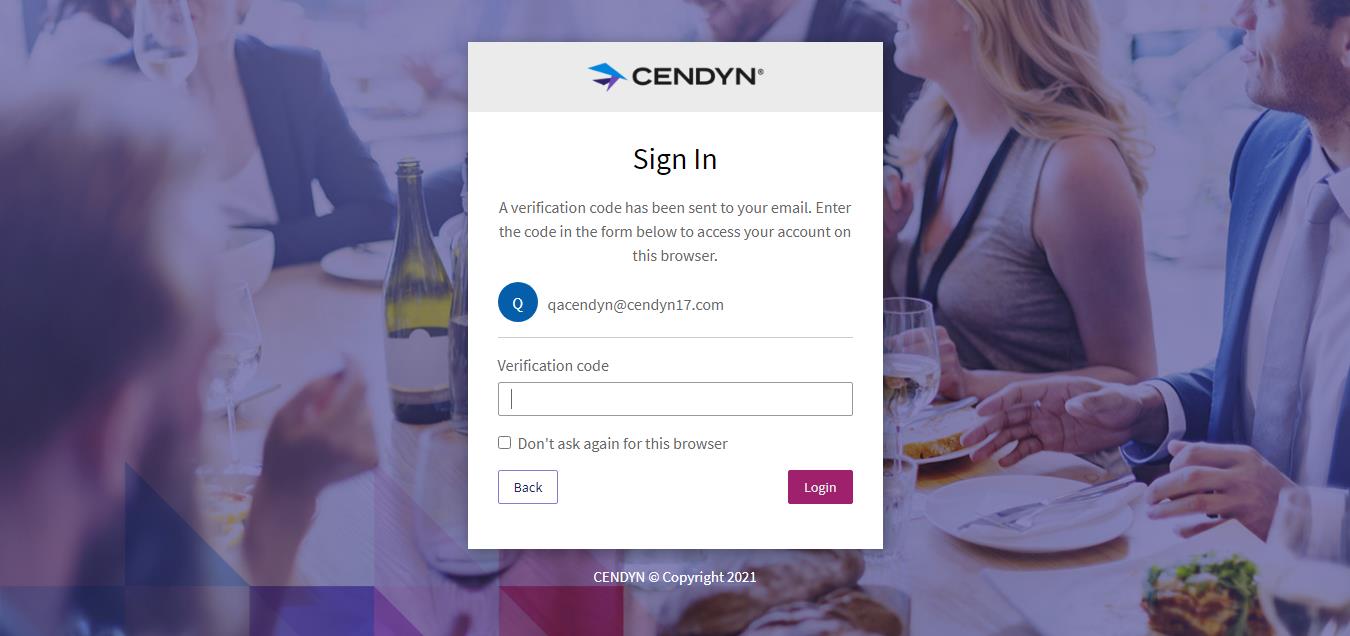 CENDYN®
Sign In
A verification code has been sent to your email. Enter
the code in the form below to access your account on
this browser.
Q
qacendyn@cendyn17.com
Verification code
Don't ask again for this browser
Back
Login
CENDYN © Copyright 2021